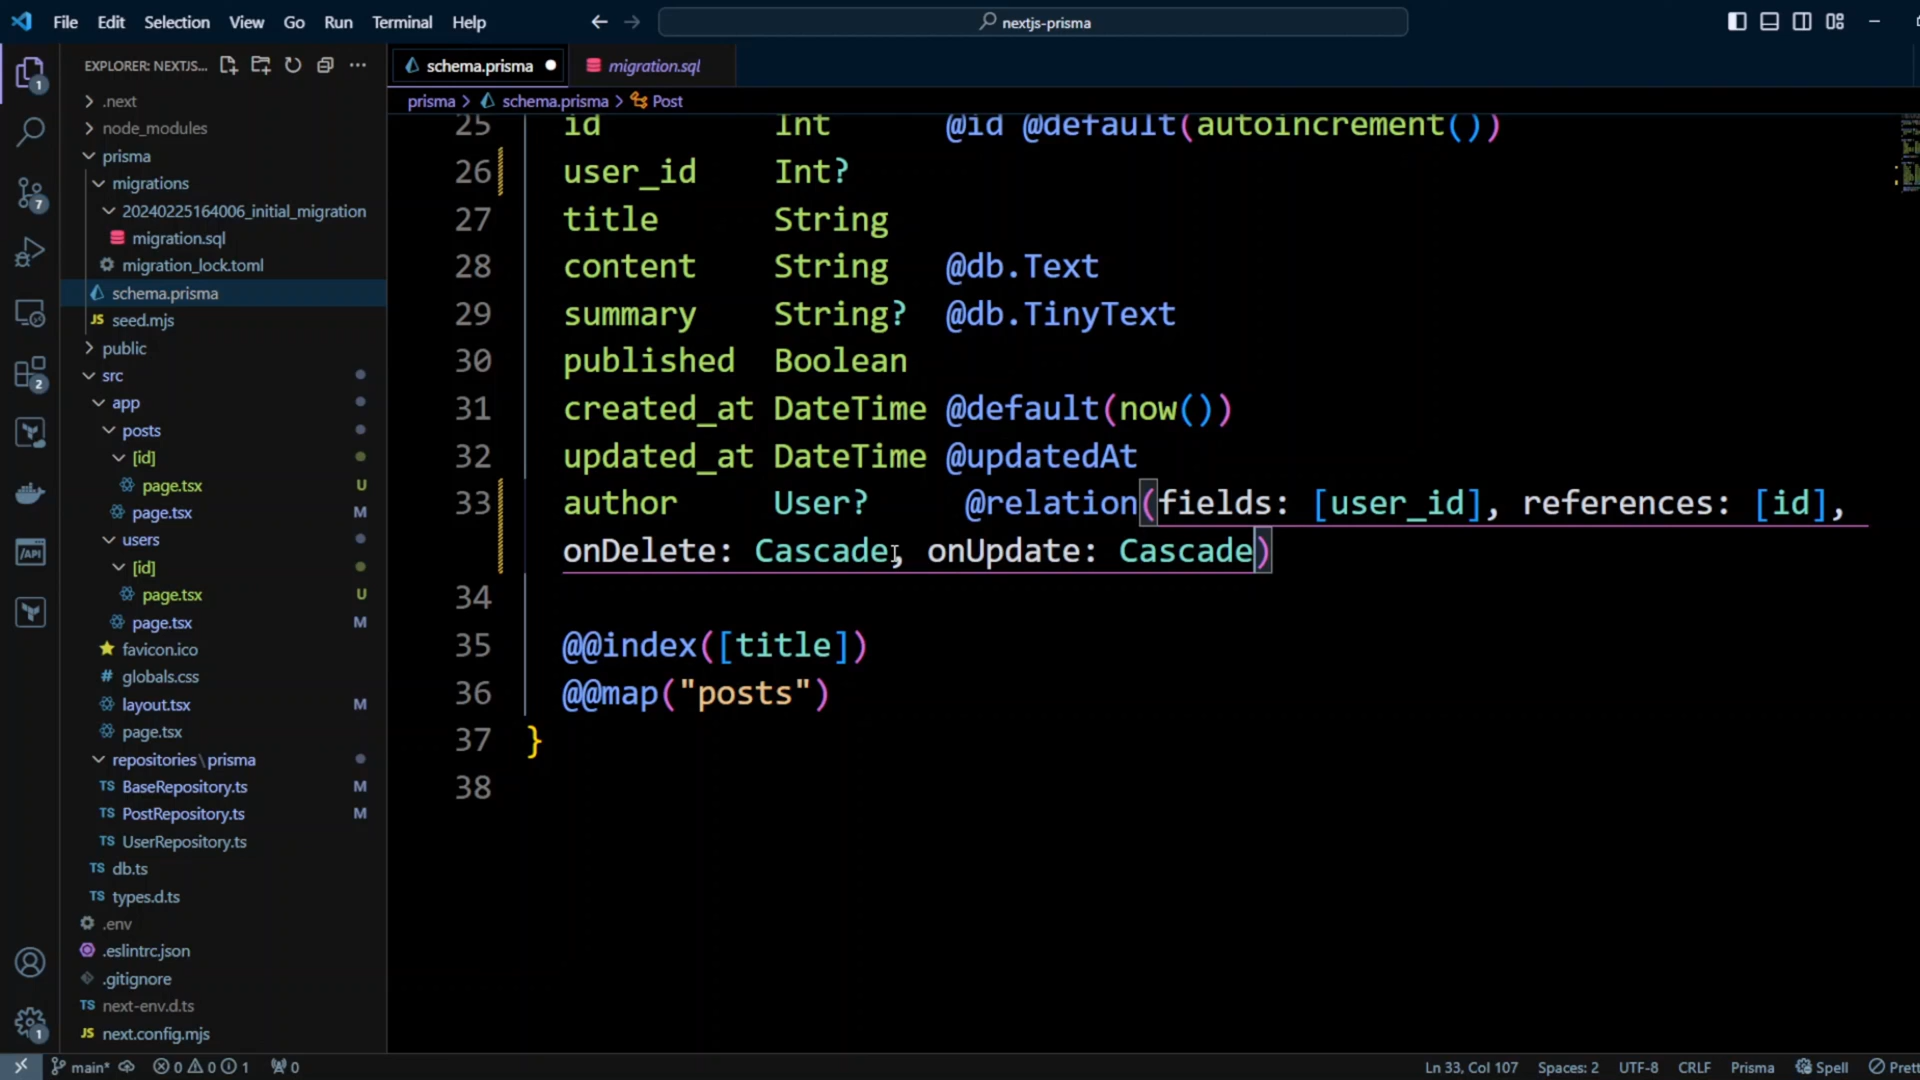 File Edit Selection View Go Run Terminal Help
nextjs-prisma
EXPLORER: NEXTJS...
schema.prisma
migration.sql
prisma > schema.prisma > Post
.next
node_modules
prisma
migrations
20240225164006_initial_migration
migration.sql
migration_lock.toml
schema.prisma
seed.mjs
public
src
app
posts
[id]
page.tsx U
page.tsx M
users
[id]
page.tsx U
page.tsx M
favicon.ico
globals.css
layout.tsx M
page.tsx
repositories\prisma
BaseRepository.ts M
PostRepository.ts M
UserRepository.ts
db.ts
types.d.ts
.env
.eslintrc.json
.gitignore
next-env.d.ts
next.config.mjs
1
7
2
/API
1
25 id Int @id @default(autoincrement())
26 user_id Int?
27 title String
28 content String @db.Text
29 summary String? @db.TinyText
30 published Boolean
31 created_at DateTime @default(now())
32 updated_at DateTime @updatedAt
33 author User? @relation(fields: [user_id], references: [id],
onDelete: Cascade, onUpdate: Cascade)
34
35 @@index([title])
36 @@map("posts")
37 }
38
main* 0 0 1 0
Ln 33, Col 107 Spaces: 2 UTF-8 CRLF Prisma Spell Prett